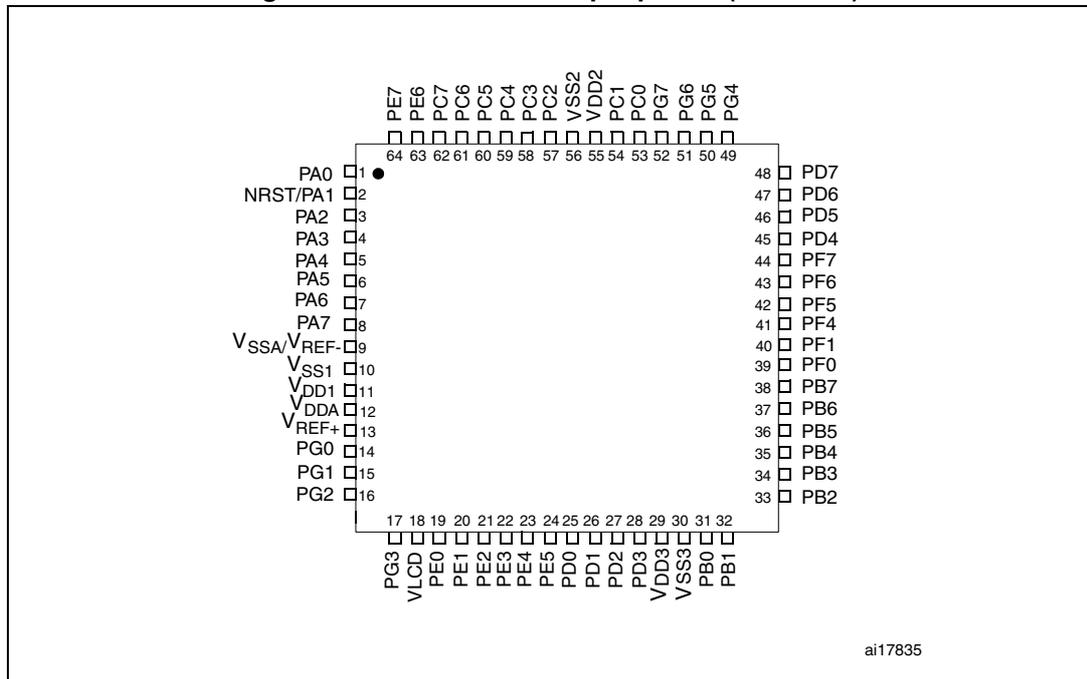 PE7 PE6 PC7 PC6 PC5 PC4 PC3 PC2 VSS2 VDD2 PC1 PC0 PG7 PG6 PG5 PG4
64 63 62 61 60 59 58 57 56 55 54 53 52 51 50 49
PA0 1
NRST/PA1 2
PA2 3
PA3 4
PA4 5
PA5 6
PA6 7
PA7 8
VSSA/VREF- 9
VSS1 10
VDD1 11
VDDA 12
VREF+ 13
PG0 14
PG1 15
PG2 16
48 PD7
47 PD6
46 PD5
45 PD4
44 PF7
43 PF6
42 PF5
41 PF4
40 PF1
39 PF0
38 PB7
37 PB6
36 PB5
35 PB4
34 PB3
33 PB2
17 18 19 20 21 22 23 24 25 26 27 28 29 30 31 32
PG3 VLCD PE0 PE1 PE2 PE3 PE4 PE5 PD0 PD1 PD2 PD3 VDD3 VSS3 PB0 PB1
ai17835